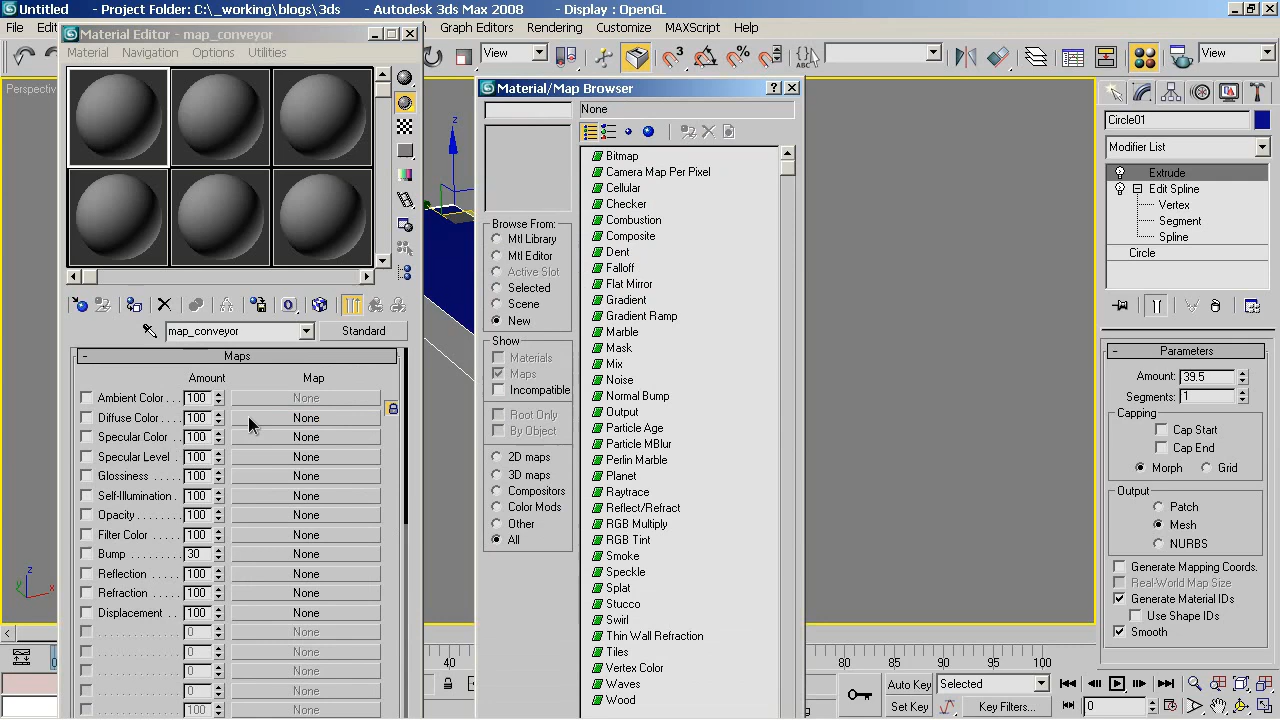 Untitled - Project Folder: C:\_working\blogs\3ds - Autodesk 3ds Max 2008 - Display : OpenGL
Graph Editors Rendering Customize MAXScript Help
Material Editor - map_conveyor
Material Navigation Options Utilities
View
3
%
ABC
View
Perspective
z
Material/Map Browser
None
Circle01
Modifier List
Extrude
Edit Spline
Vertex
Segment
Spline
Circle
Browse From:
Mtl Library
Mtl Editor
Active Slot
Selected
Scene
New
Show
Materials
Maps
Incompatible
Root Only
By Object
2D maps
3D maps
Compositors
Color Mods
Other
All
Bitmap
Camera Map Per Pixel
Cellular
Checker
Combustion
Composite
Dent
Falloff
Flat Mirror
Gradient
Gradient Ramp
Marble
Mask
Mix
Noise
Normal Bump
Output
Particle Age
Particle MBlur
Perlin Marble
Planet
Raytrace
Reflect/Refract
RGB Multiply
RGB Tint
Smoke
Speckle
Splat
Stucco
Swirl
Thin Wall Refraction
Tiles
Vertex Color
Waves
Wood
map_conveyor Standard
- Maps
Amount Map
Ambient Color . . . 100 None
Diffuse Color . . . 100 None
Specular Color . . 100 None
Specular Level . . 100 None
Glossiness . . . . . 100 None
Self-Illumination . . 100 None
Opacity . . . . . . . . 100 None
Filter Color . . . . . 100 None
Bump . . . . . . . . . 30 None
Reflection . . . . . . 100 None
Refraction . . . . . . 100 None
Displacement . . . 100 None
. . . . . . . . . . . . . . 0 None
. . . . . . . . . . . . . . 0 None
. . . . . . . . . . . . . . 0 None
. . . . . . . . . . . . . . 0 None
. . . . . . . . . . . . . . 100 None
- Parameters
Amount: 39.5
Segments: 1
Capping
Cap Start
Cap End
Morph Grid
Output
Patch
Mesh
NURBS
Generate Mapping Coords.
Real-World Map Size
Generate Material IDs
Use Shape IDs
Smooth
z
y
x
40
80 85 90 95 100
Auto Key Selected
Set Key Key Filters... 0